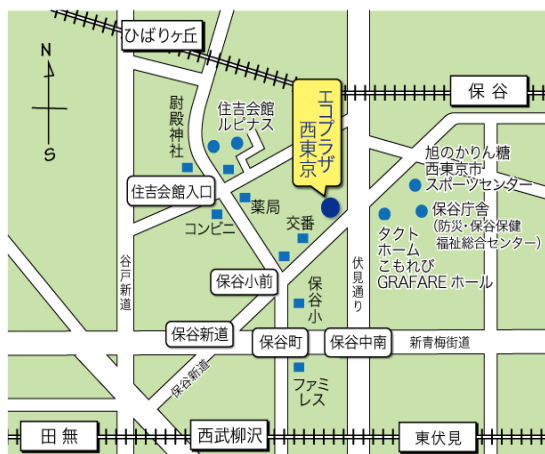 ひばりヶ丘
N
S
保谷
エコプラザ
西東京
住吉会館
ルピナス
尉殿神社
住吉会館入口
薬局
コンビニ
交番
旭のかりん糖
西東京市
スポーツセンター
保谷庁舎
(防災・保谷保健
福祉総合センター)
タクト
ホーム
こもれび
GRAFAREホール
谷戸新道
伏見通り
保谷小前
保谷小
保谷新道
保谷町
保谷中南
新青梅街道
保谷新道
ファミ
レス
田無
西武柳沢
東伏見